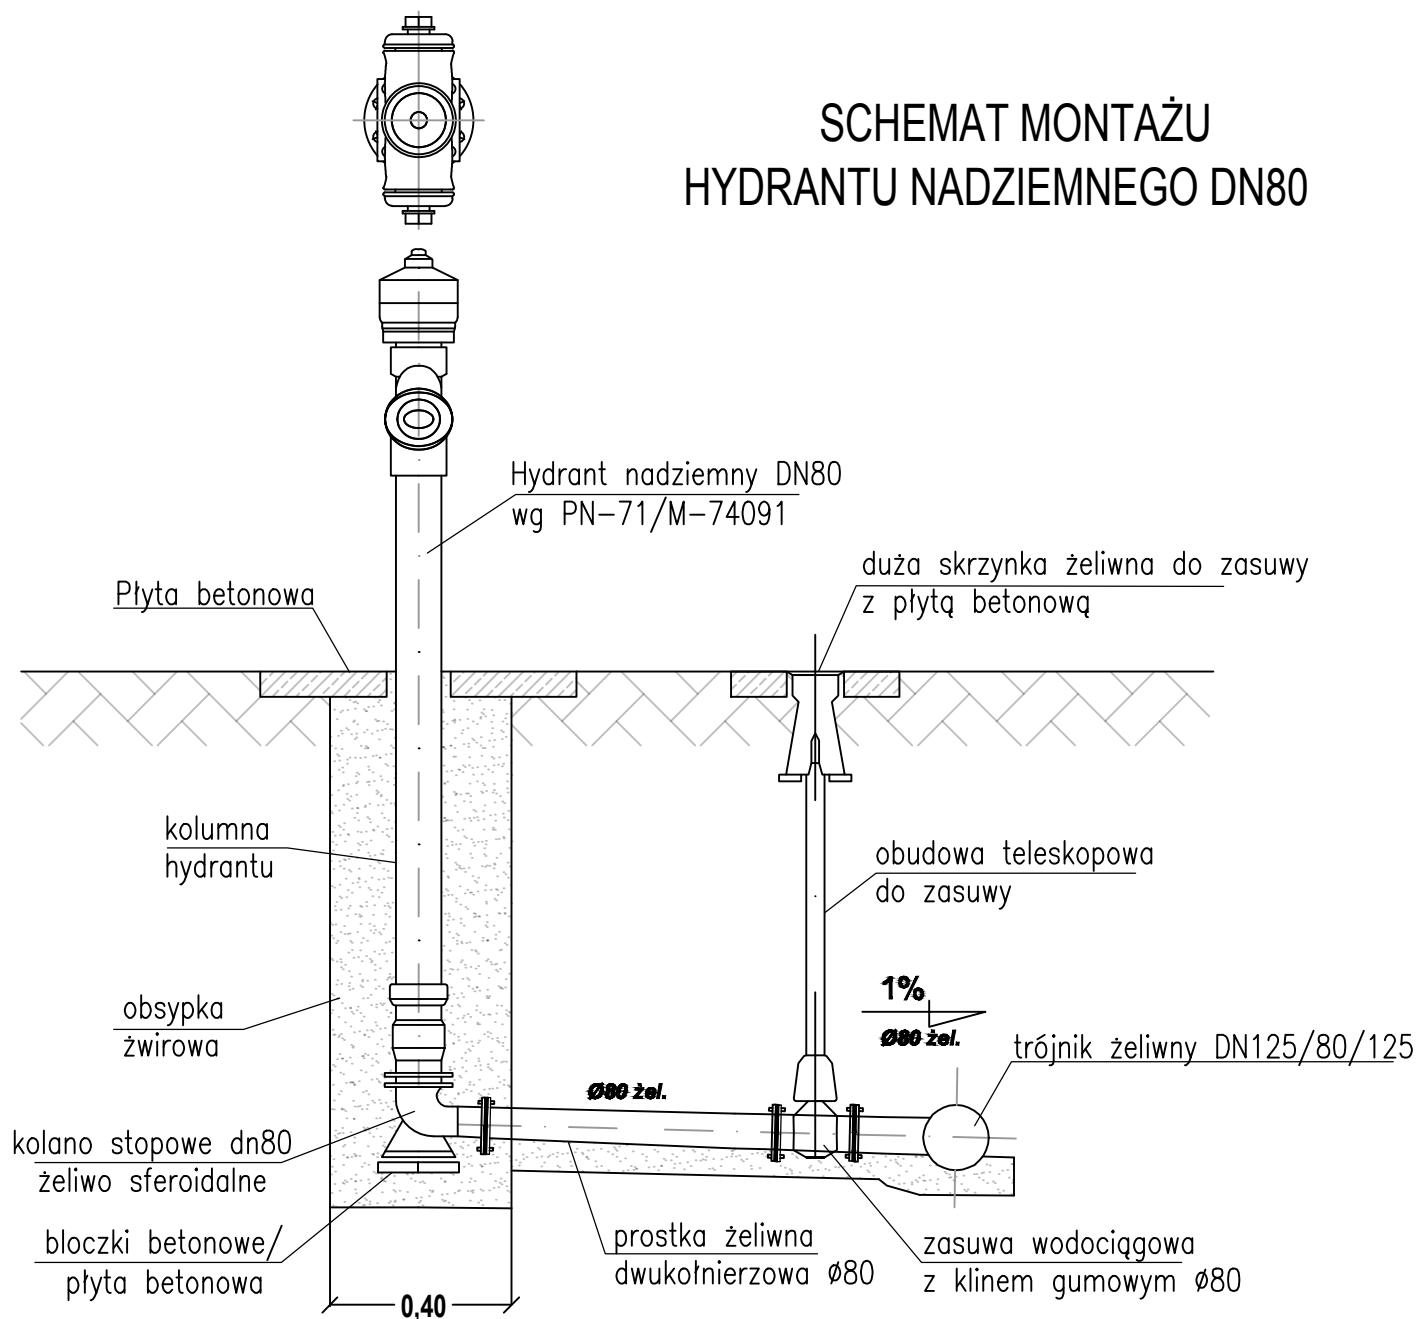 SCHEMAT MONTAŻU
HYDRANTU NADZIEMNEGO DN80
Hydrant nadziemny DN80
wg PN-71/M-74091
duża skrzynka żeliwna do zasuwy
z płytą betonową
Płyta betonowa
kolumna
hydrantu
obudowa teleskopowa
do zasuwy
1%
Ø80 żel.
obsypka
żwirowa
trójnik żeliwny DN125/80/125
Ø80 żel.
kolano stopowe dn80
żeliwo sferoidalne
bloczki betonowe/
płyta betonowa
prostka żeliwna
dwukołnierzowa ø80
zasuwa wodociągowa
z klinem gumowym ø80
0,40